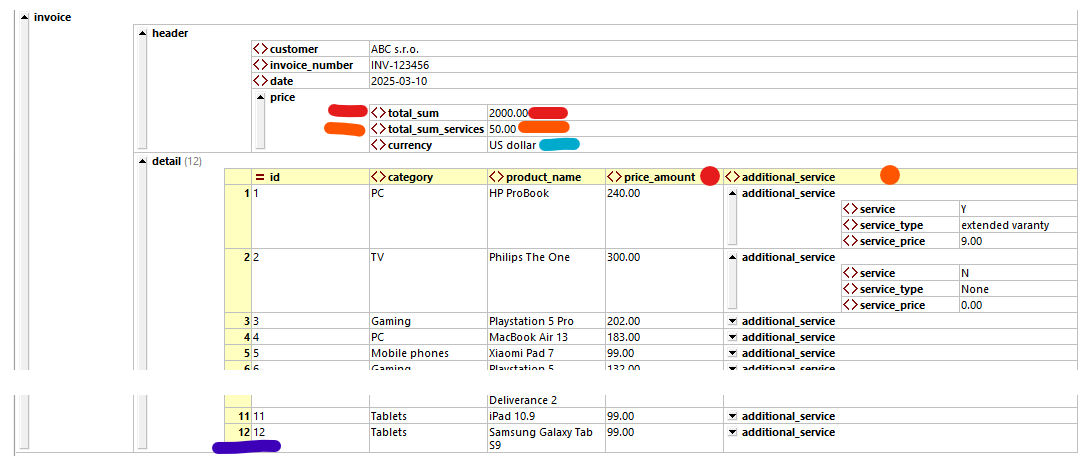 invoice
header
customer ABC s.r.o.
invoice_number INV-123456
date 2025-03-10
price
total_sum 2000.00
total_sum_services 50.00
currency US dollar
detail (12)
id category product_name price_amount additional_service
1 1 PC HP ProBook 240.00 additional_service
service Y
service_type extended varanty
service_price 9.00
2 2 TV Philips The One 300.00 additional_service
service N
service_type None
service_price 0.00
3 3 Gaming Playstation 5 Pro 202.00 additional_service
4 4 PC MacBook Air 13 183.00 additional_service
5 5 Mobile phones Xiaomi Pad 7 99.00 additional_service
6 6 Gaming Playstation 5 132.00 additional_service
Deliverance 2
11 11 Tablets iPad 10.9 99.00 additional_service
12 12 Tablets Samsung Galaxy Tab 99.00 additional_service
S9